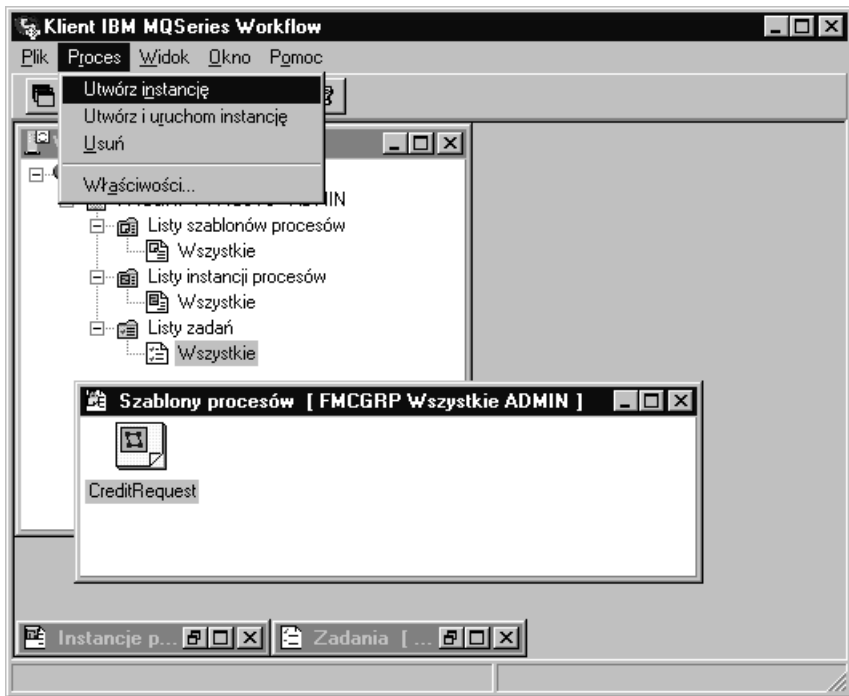 Klient IBM MQSeries Workflow
Plik Proces Widok Okno Pomoc
Utwórz instancję
Utwórz i uruchom instancję
Usuń
Właściwości...
ADMIN
Listy szablonów procesów
Wszystkie
Listy instancji procesów
Wszystkie
Listy zadań
Wszystkie
Szablony procesów [ FMCGRP Wszystkie ADMIN ]
CreditRequest
Instancje p... Zadania [ ...